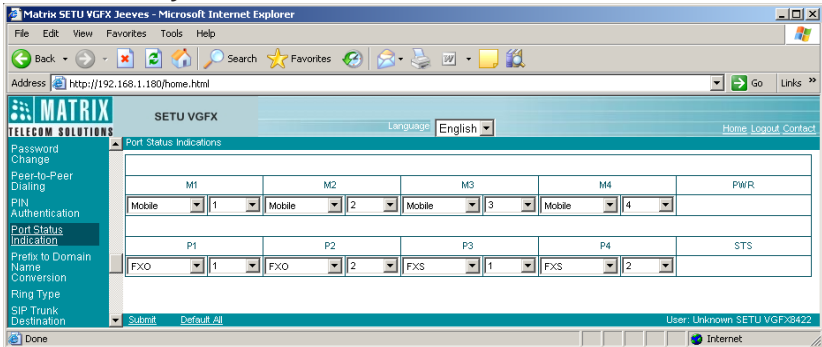 Matrix SETU VGFX Jeeves - Microsoft Internet Explorer
File Edit View Favorites Tools Help
Back Search Favorites
Address http://192.168.1.180/home.html Go Links »
MATRIX
TELECOM SOLUTIONS
SETU VGFX
Language English
Home Logout Contact
Password
Change
Peer-to-Peer
Dialing
PIN
Authentication
Port Status
Indication
Prefix to Domain
Name
Conversion
Ring Type
SIP Trunk
Destination
Port Status Indications
M1 M2 M3 M4 PWR
Mobile 1 Mobile 2 Mobile 3 Mobile 4
P1 P2 P3 P4 STS
FXO 1 FXO 2 FXS 1 FXS 2
Submit Default All
User: Unknown SETU VGFX8422
Done Internet